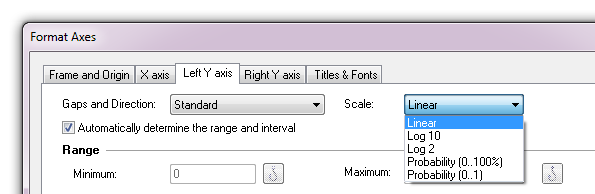 Format Axes
Frame and Origin X axis Left Y axis Right Y axis Titles & Fonts
Gaps and Direction: Standard Scale: Linear
Automatically determine the range and interval
Linear
Log 10
Log 2
Probability (0..100%)
Probability (0..1)
Range
Minimum: 0 Maximum: